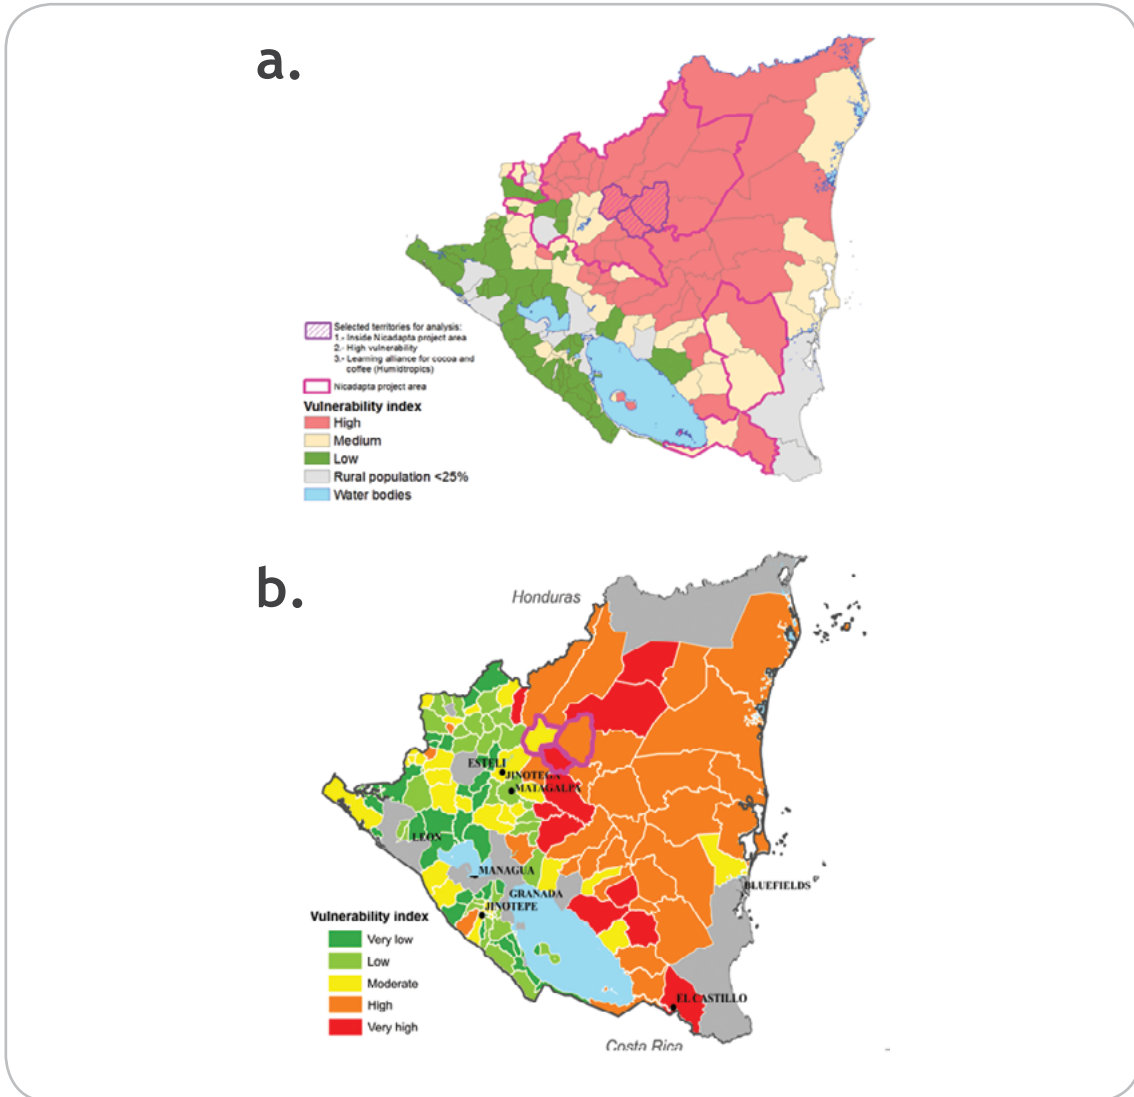 a.
Selected territories for analysis:
1.- Inside Nicadapta project area
2.- High vulnerability
3.- Learning alliance for cocoa and
coffee (Humidtropics)
Nicadapta project area
Vulnerability index
High
Medium
Low
Rural population <25%
Water bodies
b.
Honduras
ESTELI
JINOTEGA
MATAGALPA
LEON
MANAGUA
GRANADA
JINOTEPE
BLUEFIELDS
Vulnerability index
Very low
Low
Moderate
High
Very high
EL CASTILLO
Costa Rica